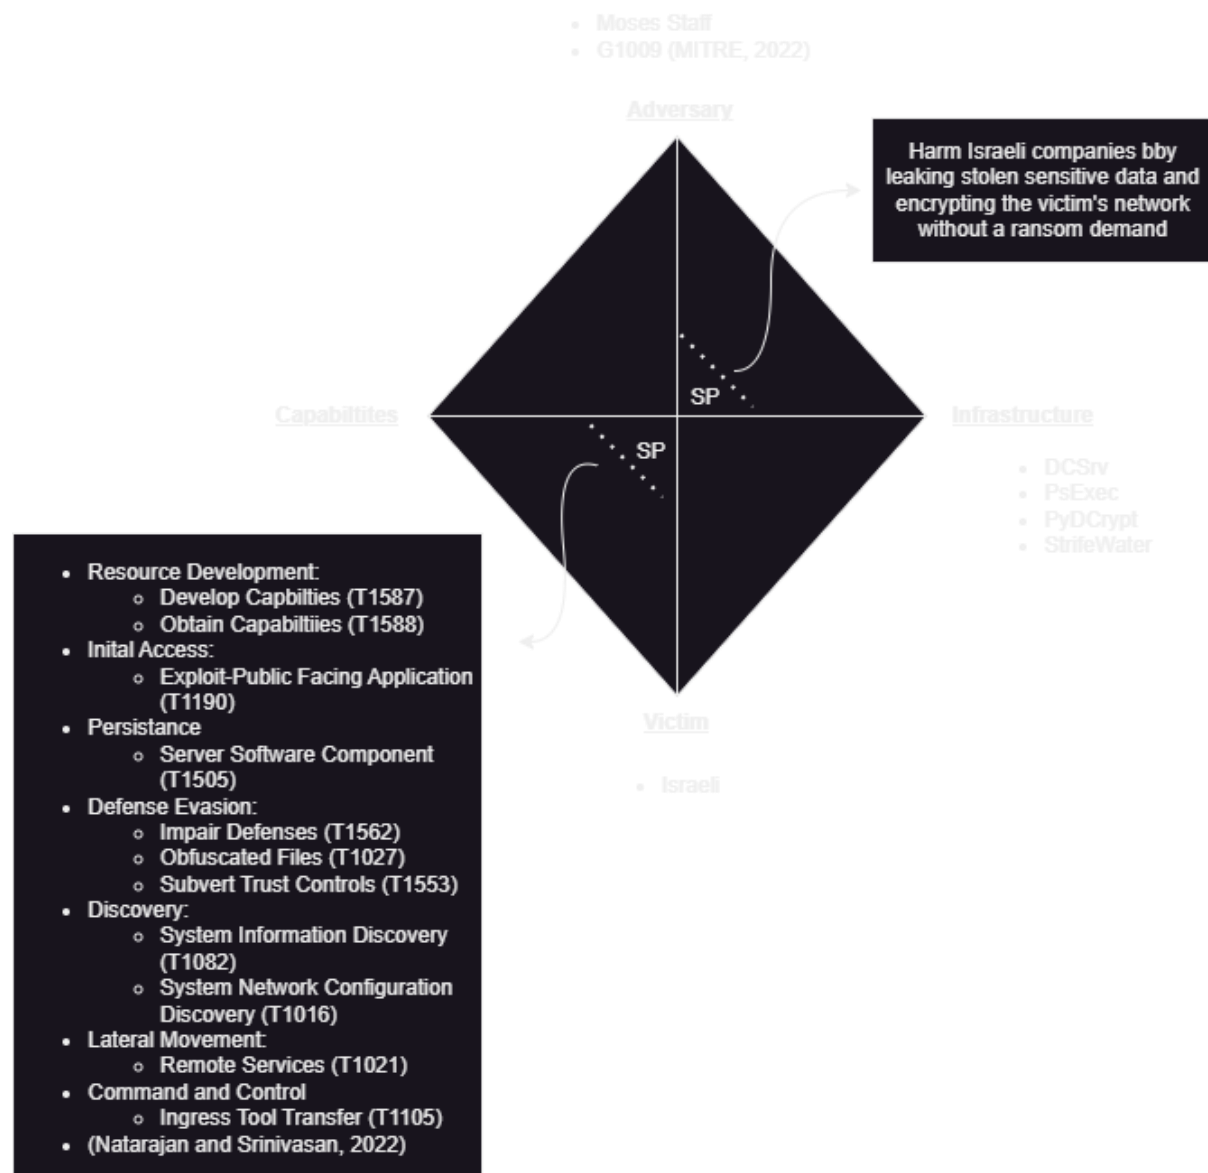 • Moses Staff
• G1009 (MITRE, 2022)
Adversary
Harm Israeli companies bby
leaking stolen sensitive data and
encrypting the victim's network
without a ransom demand
SP
Capabiltites
Infrastructure
SP
• DCSrv
• PsExec
• PyDCrypt
• StrifeWater
• Resource Development:
○ Develop Capbilties (T1587)
○ Obtain Capabiltiies (T1588)
• Inital Access:
○ Exploit-Public Facing Application
(T1190)
• Persistance
○ Server Software Component
(T1505)
• Defense Evasion:
○ Impair Defenses (T1562)
○ Obfuscated Files (T1027)
○ Subvert Trust Controls (T1553)
• Discovery:
○ System Information Discovery
(T1082)
○ System Network Configuration
Discovery (T1016)
• Lateral Movement:
○ Remote Services (T1021)
• Command and Control
○ Ingress Tool Transfer (T1105)
• (Natarajan and Srinivasan, 2022)
Victim
• Israeli